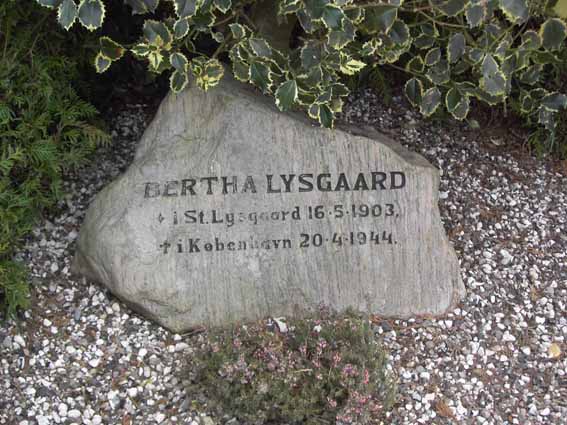 BERTHA LYSGAARD
✦ i St. Lysgaard 16·5·1903.
✝ i København 20·4·1944.